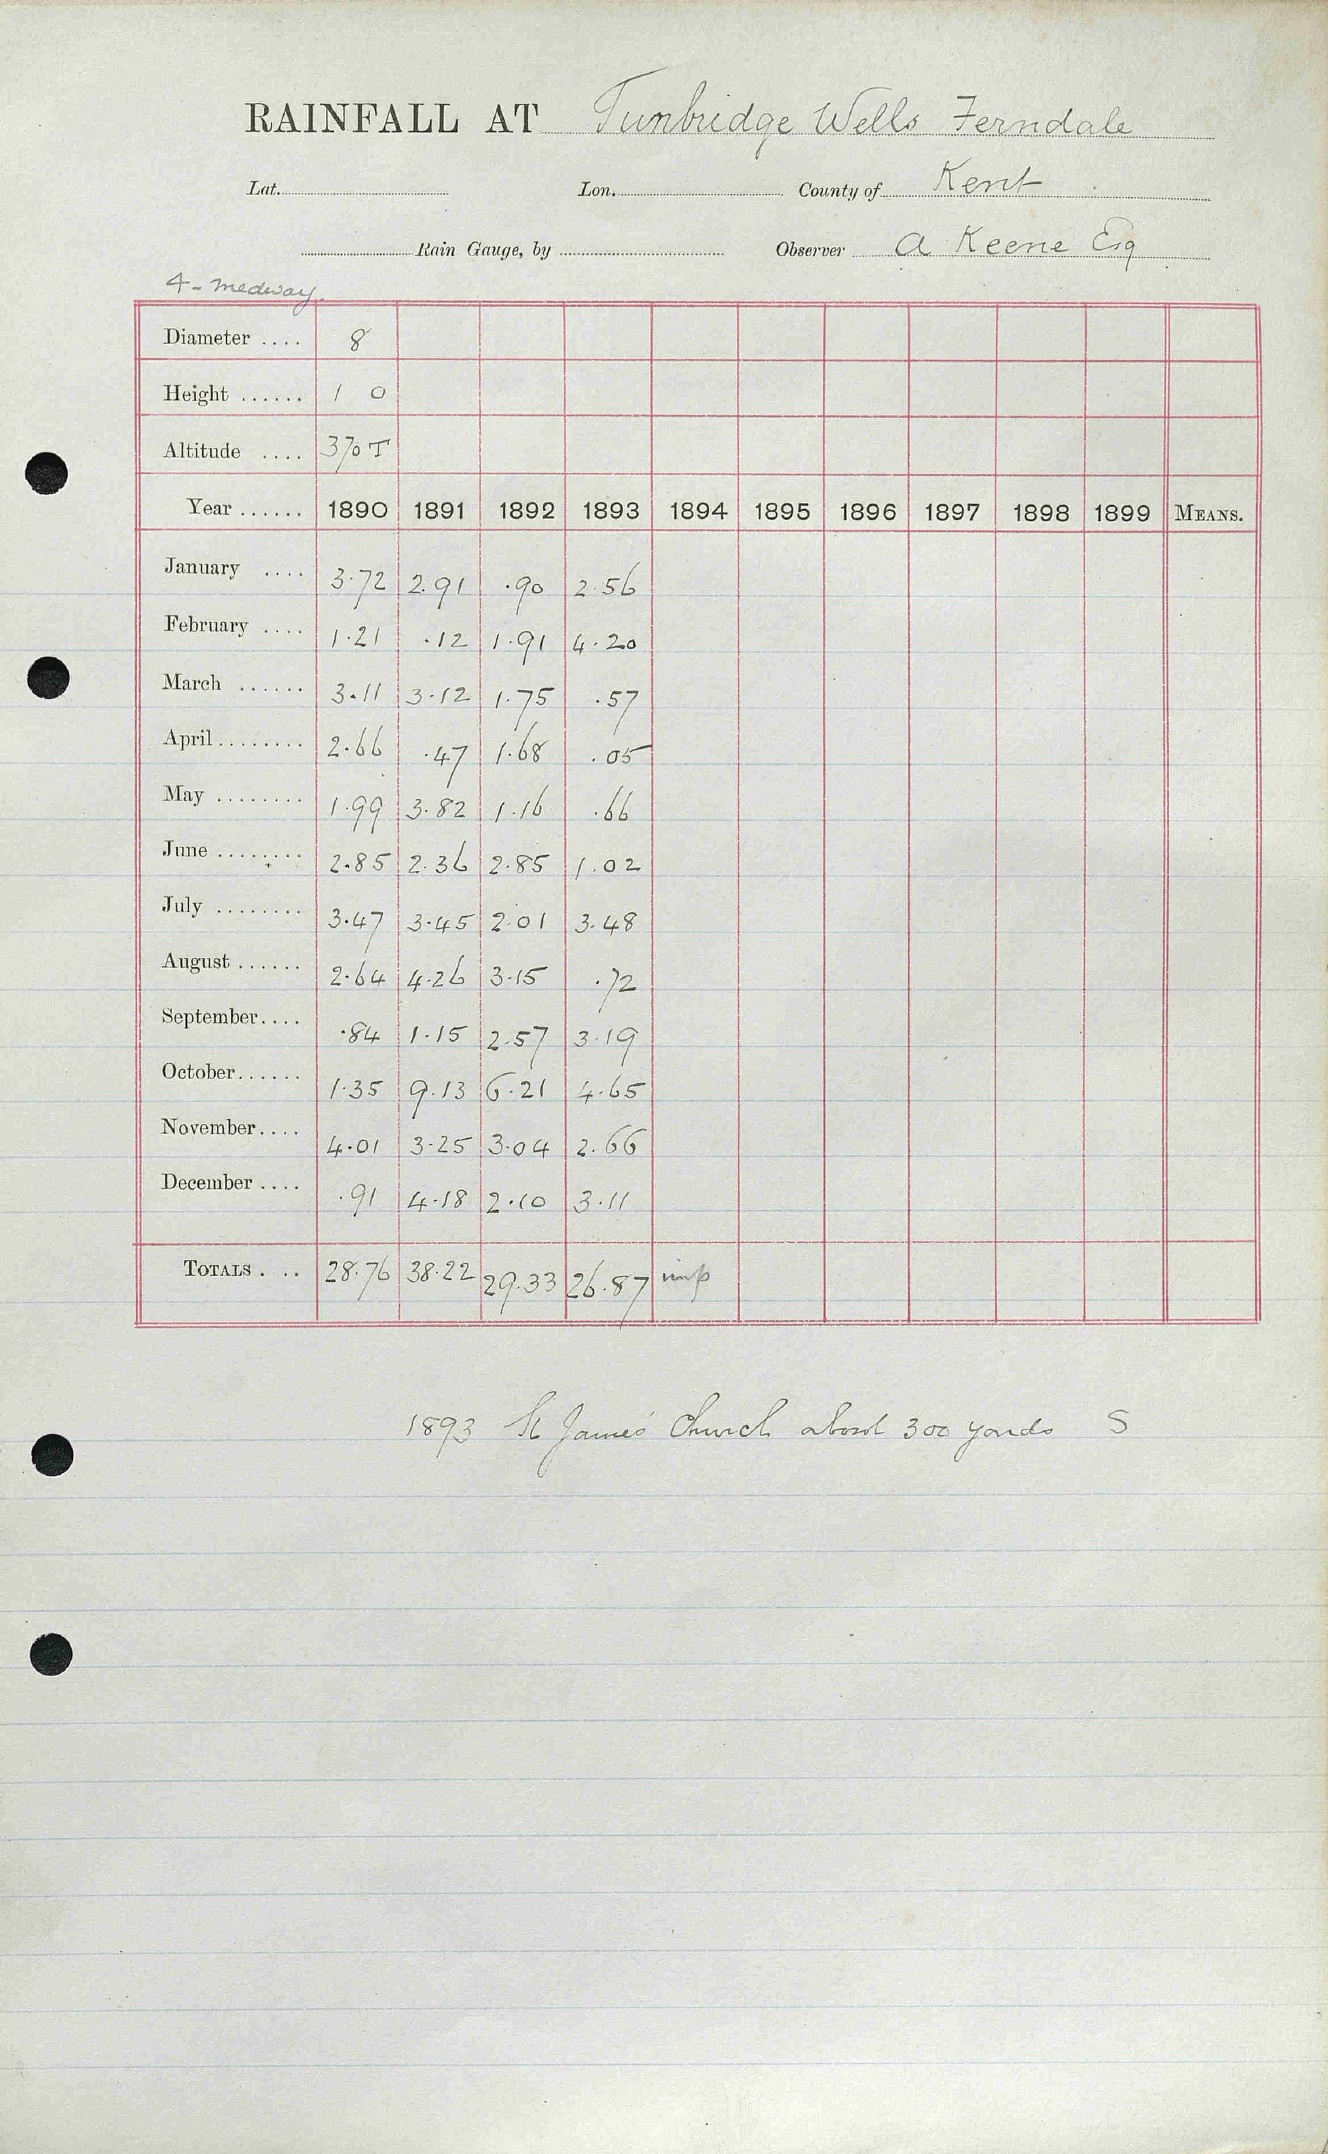 RAINFALL AT Tunbridge Wells Ferndale
Lat. Lon. County of Kent
Rain Gauge, by Observer A Keene Esq
4 - Medway
Diameter .... 8
Height ...... 1 0
Altitude .... 370 T
Year ...... 1890 1891 1892 1893 1894 1895 1896 1897 1898 1899 MEANS.
January .... 3.72 2.91 .90 2.56
February .... 1.21 .12 1.91 4.20
March ...... 3.11 3.12 1.75 .57
April ........ 2.66 .47 1.68 .05
May ........ 1.99 3.82 1.16 .66
June ........ 2.85 2.36 2.85 1.02
July ........ 3.47 3.45 2.01 3.48
August ...... 2.64 4.26 3.15 .72
September .... .84 1.15 2.57 3.19
October ...... 1.35 9.13 6.21 4.65
November .... 4.01 3.25 3.04 2.66
December .... .91 4.18 2.10 3.11
TOTALS . .. 28.76 38.22 29.33 26.87 imp
1893 St James' Church about 300 yards S